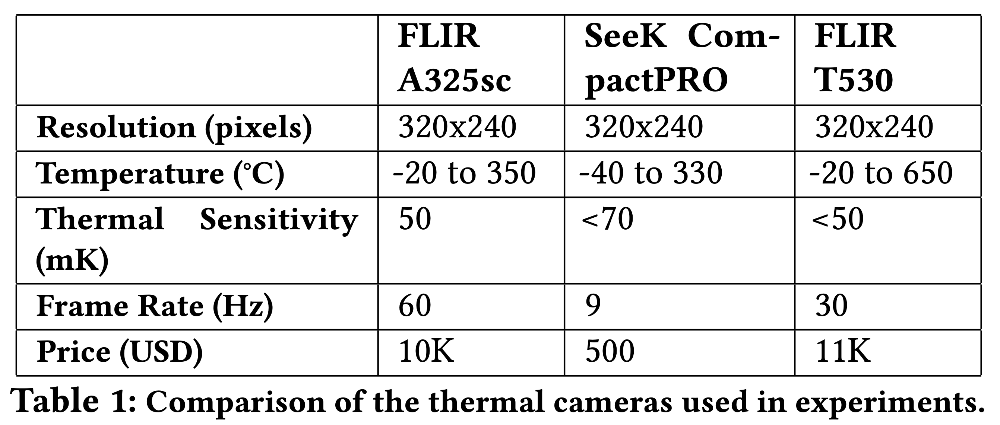 FLIR A325sc SeeK Com-pactPRO FLIR T530
Resolution (pixels) 320x240 320x240 320x240
Temperature (°C) -20 to 350 -40 to 330 -20 to 650
Thermal Sensitivity (mK) 50 <70 <50
Frame Rate (Hz) 60 9 30
Price (USD) 10K 500 11K
Table 1: Comparison of the thermal cameras used in experiments.